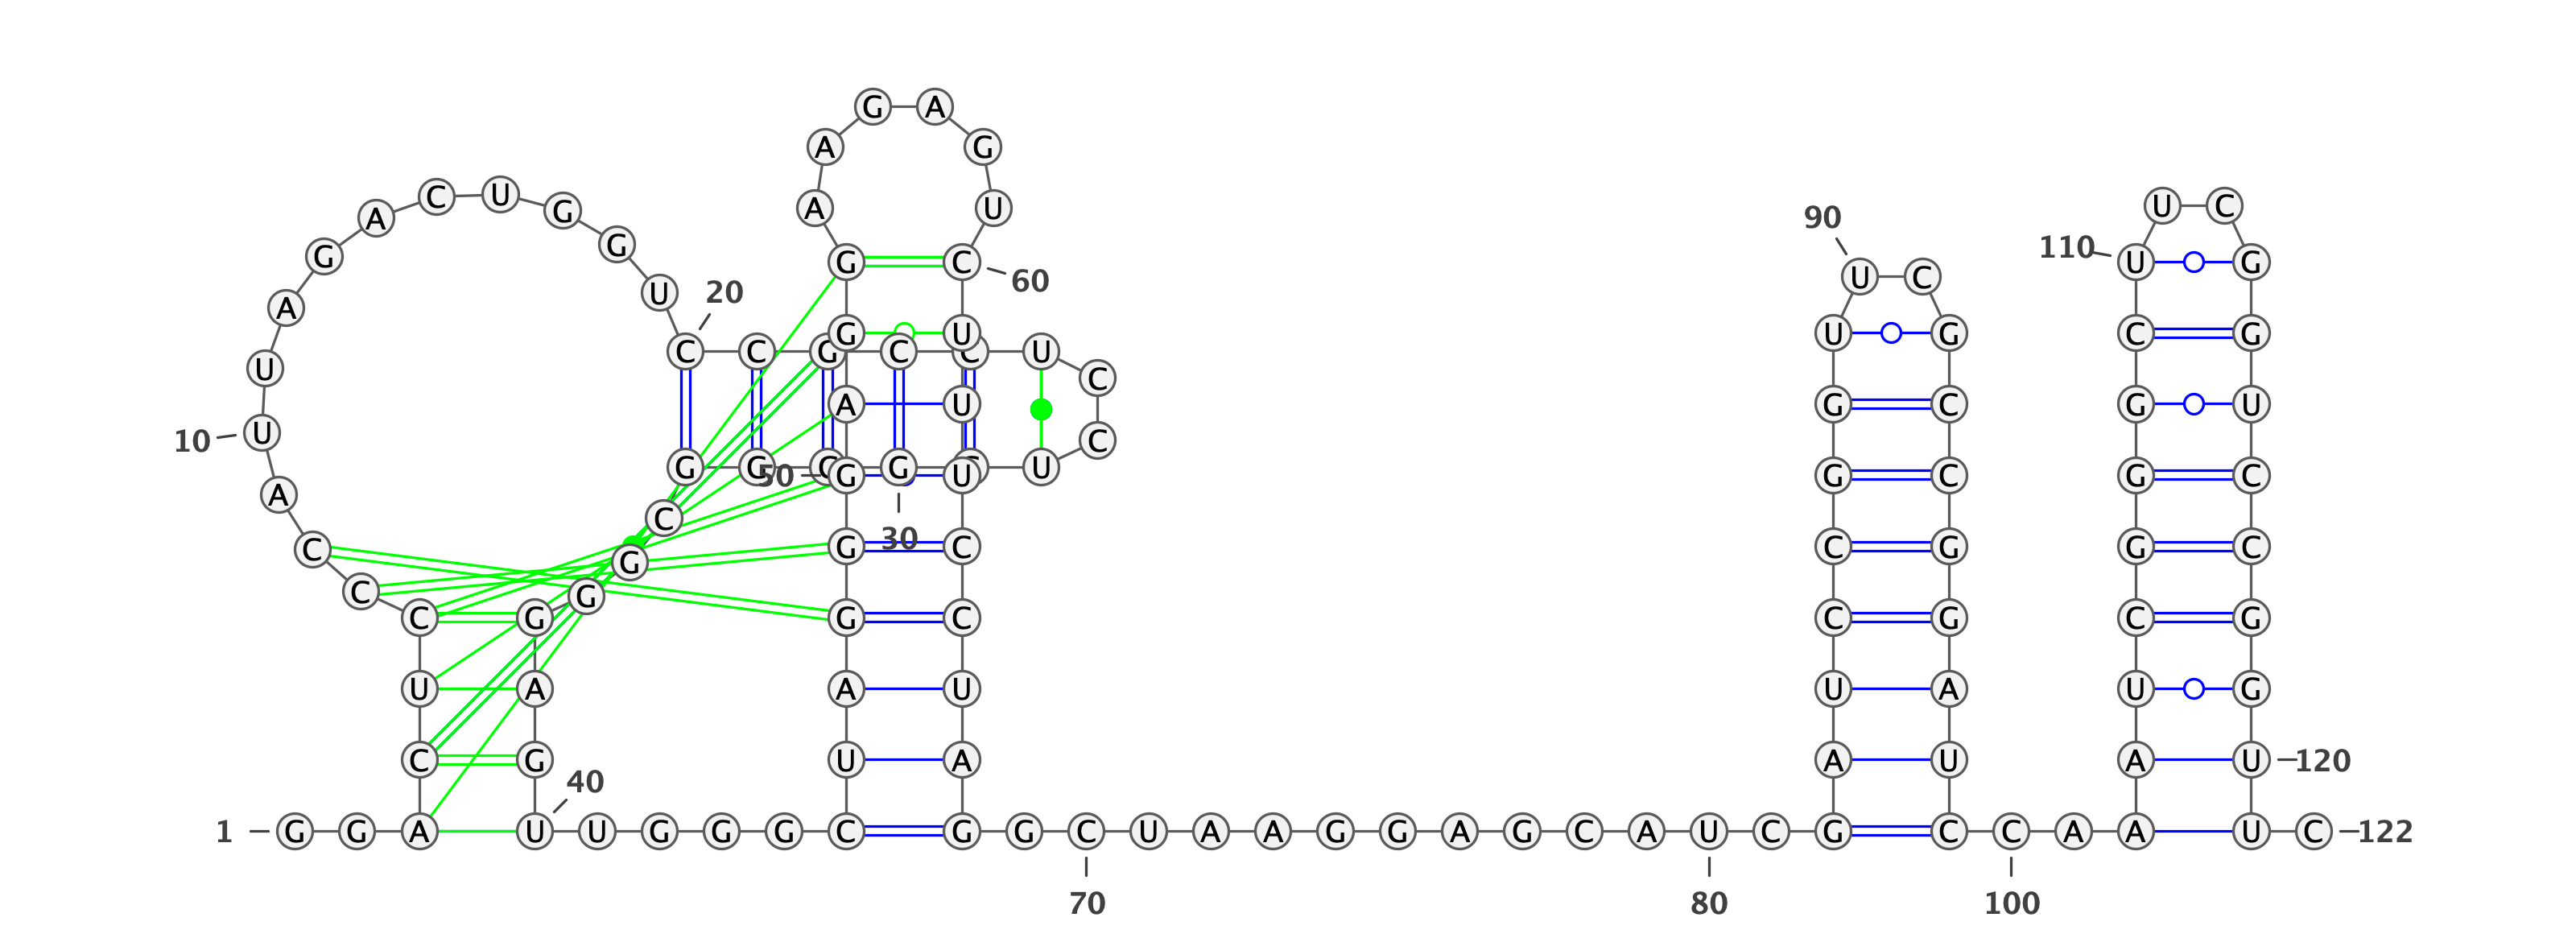 G A
A G
A C U G A U U C
90
G G 110
G C U G
U C
60
20
U
A
G U U G C G
C C G C C U
U C
A U G C G U
10 U C
G G C G G U
50 G U G C G C
A
C
30
C G C C G G C
G
C G
C G G C C G C G
U A A U U A U G
C G U A A U A U 120
40
1 G G A U U G G G C G G C U A A G G A G C A U C G C C A A U C 122
70 80 100